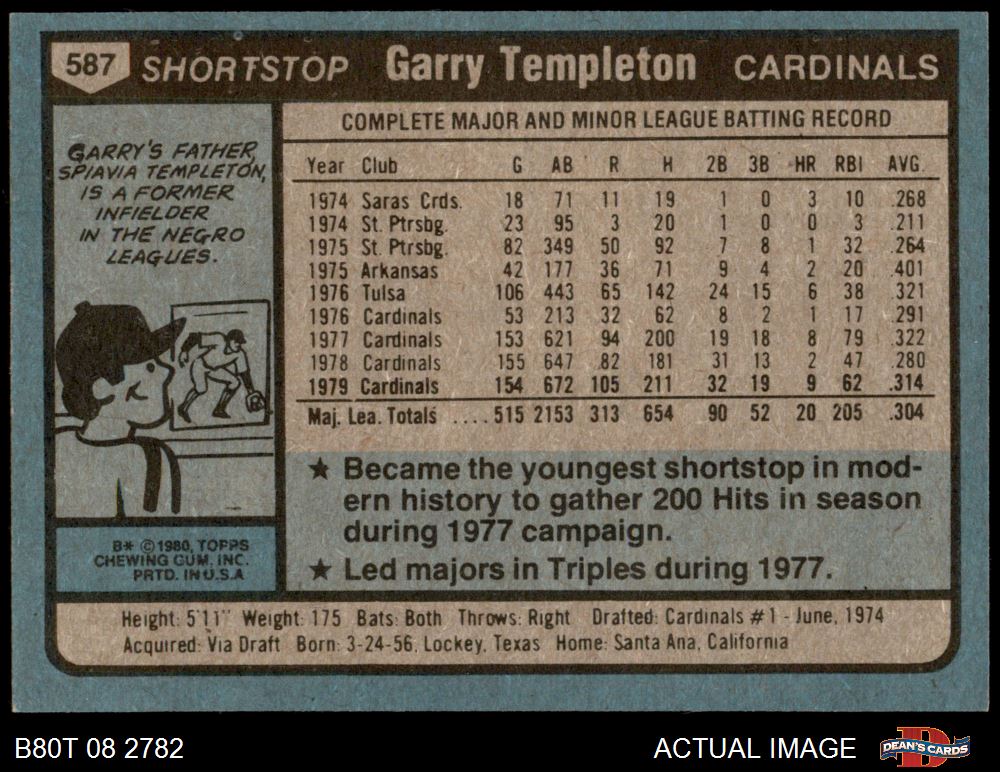 587 SHORTSTOP Garry Templeton CARDINALS
GARRY'S FATHER,
SPIAVIA TEMPLETON,
IS A FORMER
INFIELDER
IN THE NEGRO
LEAGUES.
B* © 1980, TOPPS
CHEWING GUM, INC.
PRTD. IN U.S.A
COMPLETE MAJOR AND MINOR LEAGUE BATTING RECORD
Year Club G AB R H 2B 3B HR RBI AVG.
1974 Saras Crds. 18 71 11 19 1 0 3 10 .268
1974 St. Ptrsbg. 23 95 3 20 1 0 0 3 .211
1975 St. Ptrsbg. 82 349 50 92 7 8 1 32 .264
1975 Arkansas 42 177 36 71 9 4 2 20 .401
1976 Tulsa 106 443 65 142 24 15 6 38 .321
1976 Cardinals 53 213 32 62 8 2 1 17 .291
1977 Cardinals 153 621 94 200 19 18 8 79 .322
1978 Cardinals 155 647 82 181 31 13 2 47 .280
1979 Cardinals 154 672 105 211 32 19 9 62 .314
Maj. Lea. Totals ....515 2153 313 654 90 52 20 205 .304
★ Became the youngest shortstop in mod-
ern history to gather 200 Hits in season
during 1977 campaign.
★ Led majors in Triples during 1977.
Height: 5'11" Weight: 175 Bats: Both Throws: Right Drafted: Cardinals #1 - June, 1974
Acquired: Via Draft Born: 3-24-56, Lockey, Texas Home: Santa Ana, California
B80T 08 2782 ACTUAL IMAGE DEAN'S CARDS